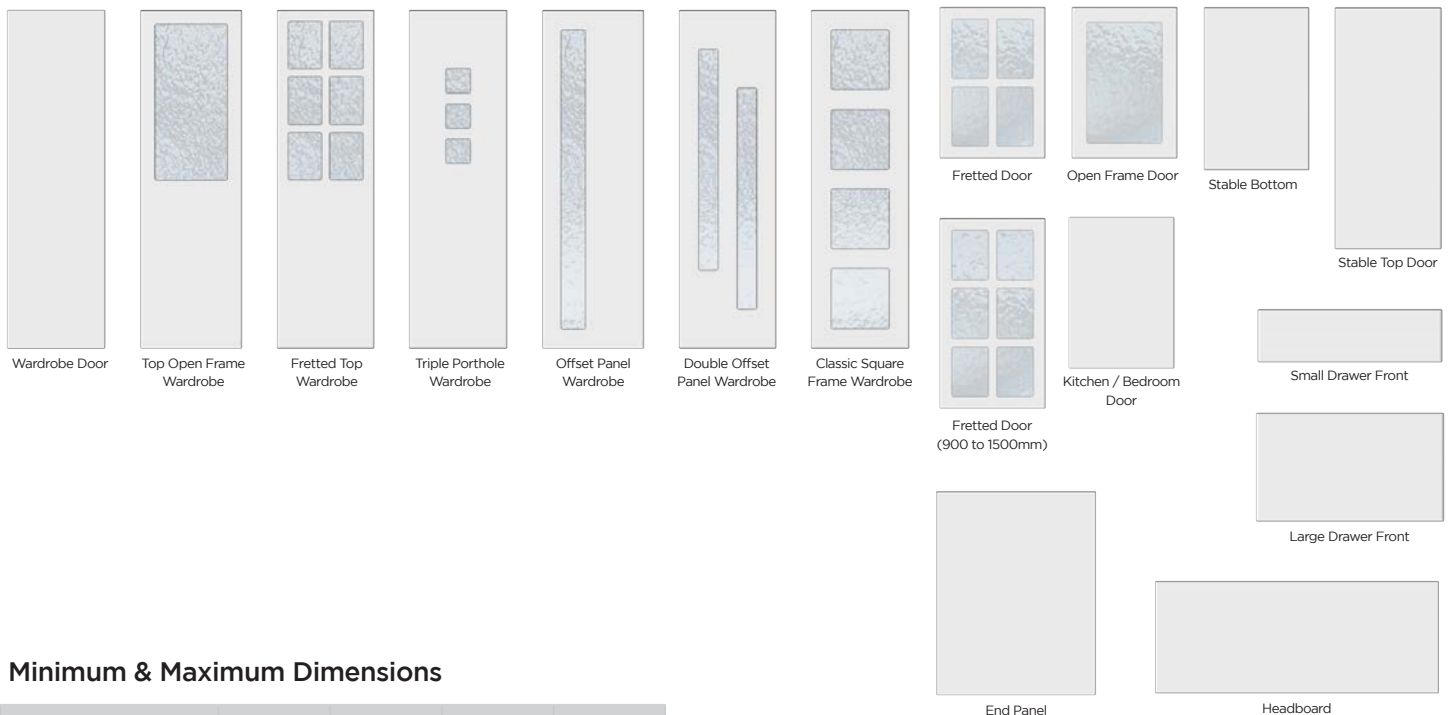 Wardrobe Door
Top Open Frame
Wardrobe
Fretted Top
Wardrobe
Triple Porthole
Wardrobe
Offset Panel
Wardrobe
Double Offset
Panel Wardrobe
Classic Square
Frame Wardrobe
Fretted Door
Open Frame Door
Stable Bottom
Stable Top Door
Fretted Door
(900 to 1500mm)
Kitchen / Bedroom
Door
Small Drawer Front
Large Drawer Front
End Panel
Headboard
Minimum & Maximum Dimensions